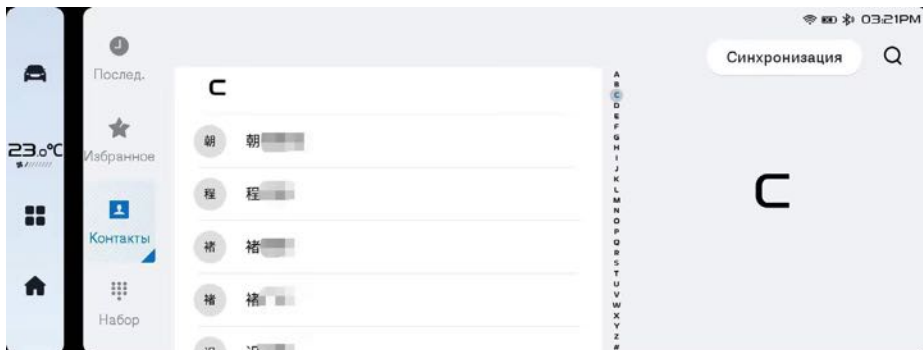 03:21PM
Синхронизация
Послед.
Избранное
Контакты
Набор
23.0°C
C
朝 朝
程 程
褚 褚
褚 褚
A
B
C
D
E
F
G
H
I
J
K
L
M
N
O
P
Q
R
S
T
U
V
W
X
Y
Z
#
C